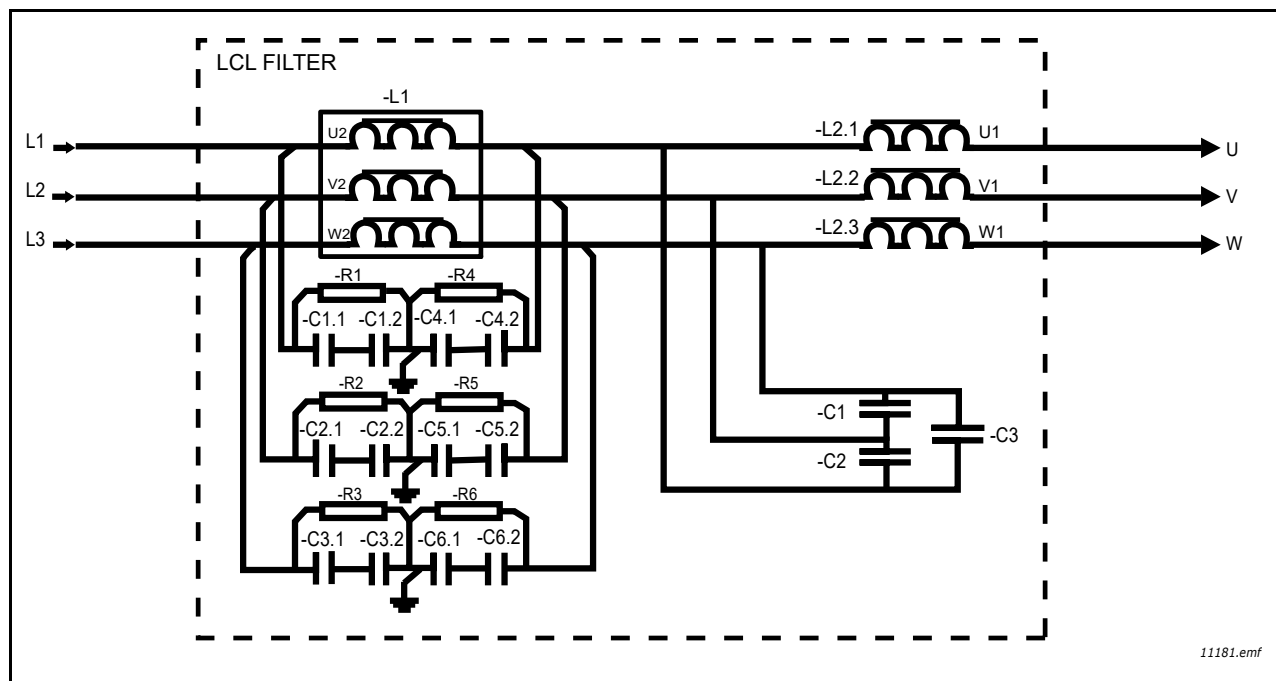 LCL FILTER
-L1
L1
U2
-L2.1
U1
U
L2
V2
-L2.2
V1
V
L3
W2
-L2.3
W1
W
-R1
-R4
-C1.1
-C1.2
-C4.1
-C4.2
-R2
-R5
-C2.1
-C2.2
-C5.1
-C5.2
-C1
-C3
-C2
-R3
-R6
-C3.1
-C3.2
-C6.1
-C6.2
11181.emf